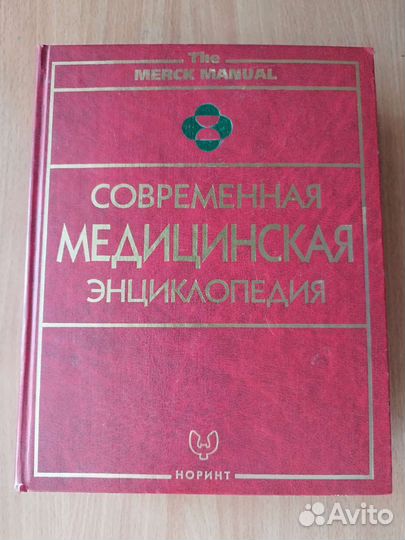 The
MERCK MANUAL
СОВРЕМЕННАЯ
МЕДИЦИНСКАЯ
ЭНЦИКЛОПЕДИЯ
НОРИНТ
Avito